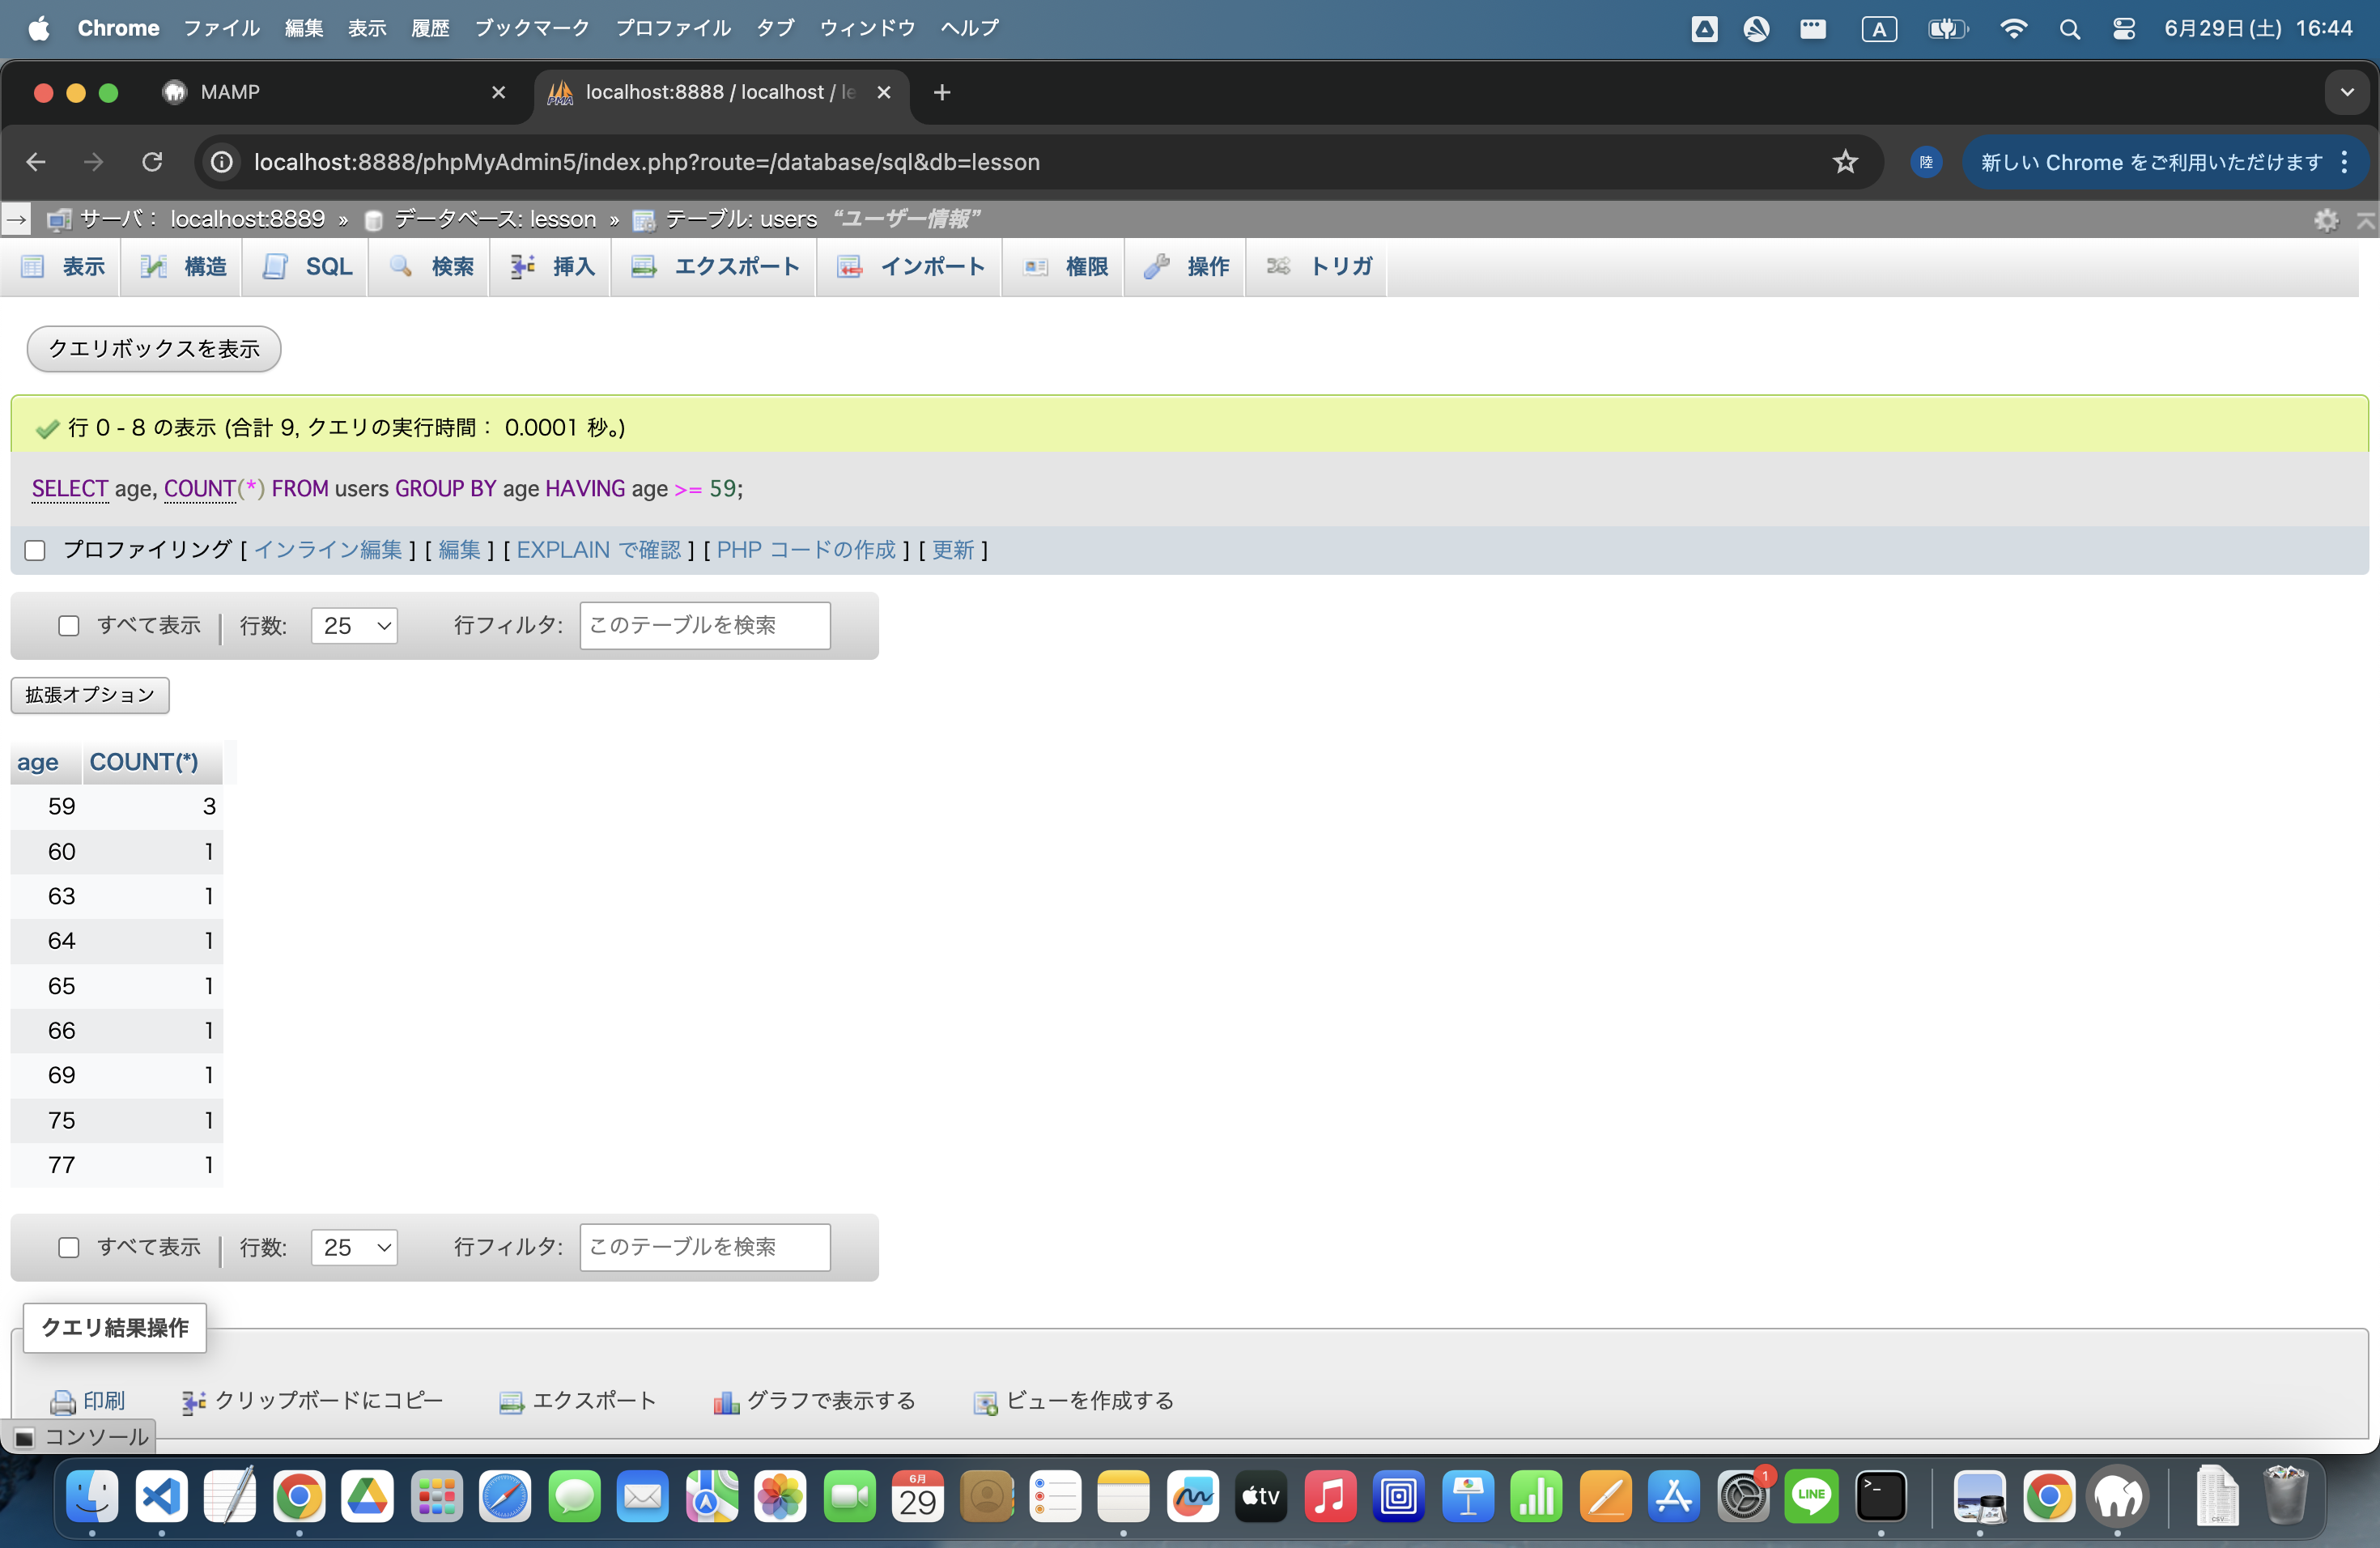 Chrome ファイル 編集 表示 履歴 ブックマーク プロファイル タブ ウィンドウ ヘルプ A 6月29日(土) 16:44
MAMP localhost:8888 / localhost / le
localhost:8888/phpMyAdmin5/index.php?route=/database/sql&db=lesson 陸 新しい Chrome をご利用いただけます
サーバ: localhost:8889 » データベース: lesson » テーブル: users “ユーザー情報”
表示 構造 SQL 検索 挿入 エクスポート インポート 権限 操作 トリガ
クエリボックスを表示
行 0 - 8 の表示 (合計 9, クエリの実行時間: 0.0001 秒。)
SELECT age, COUNT(*) FROM users GROUP BY age HAVING age >= 59;
プロファイリング [ インライン編集 ] [ 編集 ] [ EXPLAIN で確認 ] [ PHP コードの作成 ] [ 更新 ]
すべて表示 行数: 25 行フィルタ: このテーブルを検索
拡張オプション
age COUNT(*)
59 3
60 1
63 1
64 1
65 1
66 1
69 1
75 1
77 1
すべて表示 行数: 25 行フィルタ: このテーブルを検索
クエリ結果操作
印刷 クリップボードにコピー エクスポート グラフで表示する ビューを作成する
コンソール
6月
29
tv
1
LINE
CSV